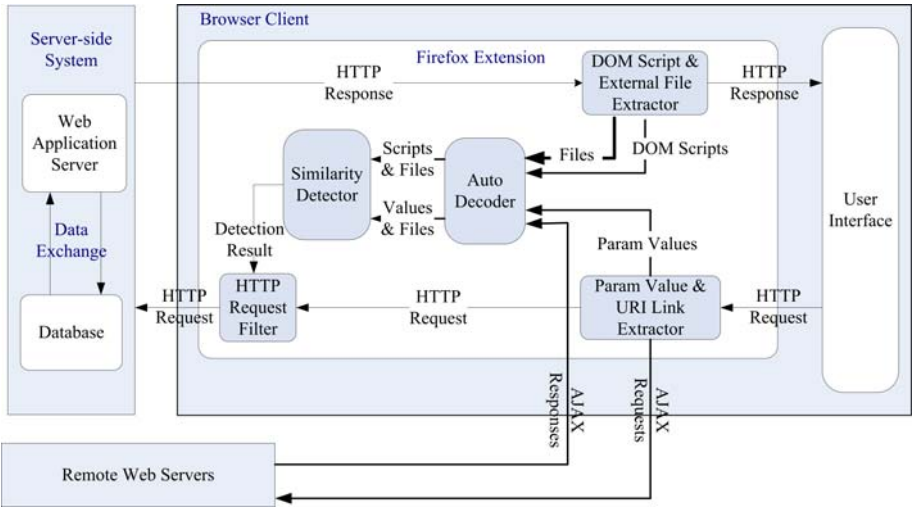 Browser Client
Server-side
System
Firefox Extension
HTTP
Response
DOM Script &
External File
Extractor
HTTP
Response
Web
Application
Server
Scripts
& Files
Files
DOM Scripts
Similarity
Detector
Auto
Decoder
User
Interface
Values
& Files
Data
Exchange
Detection
Result
Param Values
HTTP
Request
HTTP
Request
Filter
HTTP
Request
Param Value &
URI Link
Extractor
HTTP
Request
Database
AJAX
Responses
AJAX
Requests
Remote Web Servers